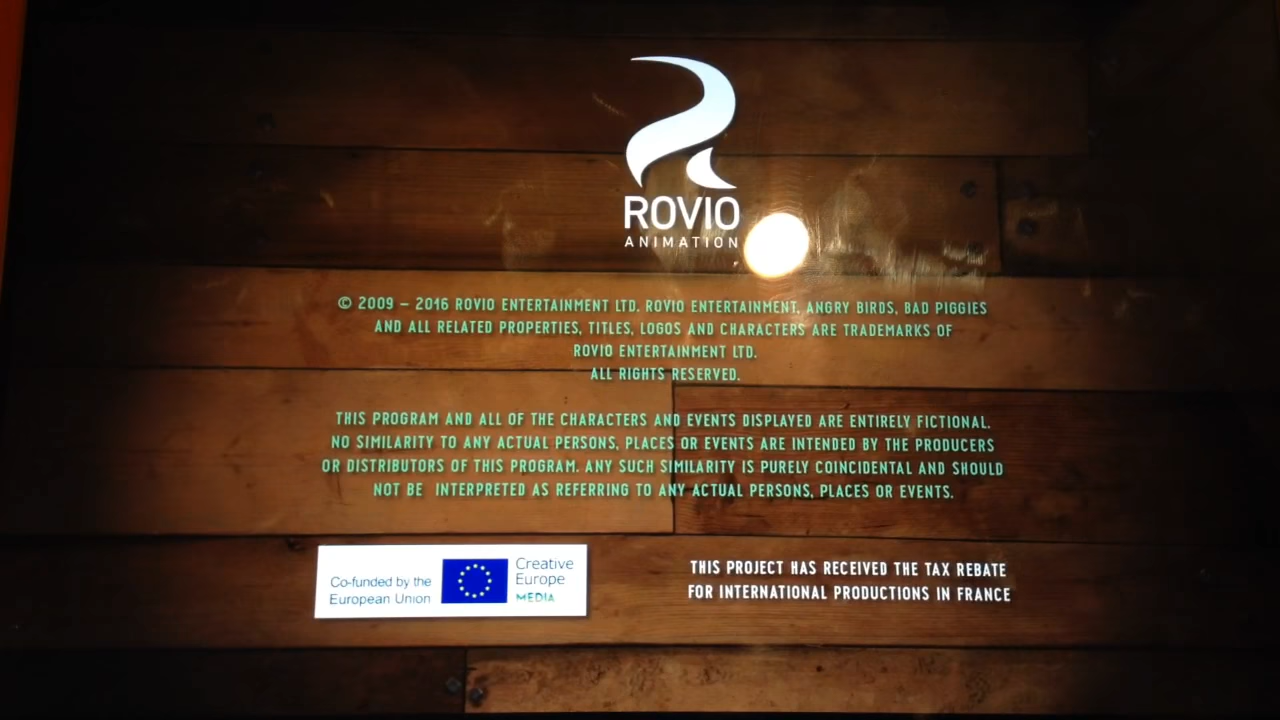 ROVIO
ANIMATION
© 2009 – 2016 ROVIO ENTERTAINMENT LTD. ROVIO ENTERTAINMENT, ANGRY BIRDS, BAD PIGGIES
AND ALL RELATED PROPERTIES, TITLES, LOGOS AND CHARACTERS ARE TRADEMARKS OF
ROVIO ENTERTAINMENT LTD.
ALL RIGHTS RESERVED.
THIS PROGRAM AND ALL OF THE CHARACTERS AND EVENTS DISPLAYED ARE ENTIRELY FICTIONAL.
NO SIMILARITY TO ANY ACTUAL PERSONS, PLACES OR EVENTS ARE INTENDED BY THE PRODUCERS
OR DISTRIBUTORS OF THIS PROGRAM. ANY SUCH SIMILARITY IS PURELY COINCIDENTAL AND SHOULD
NOT BE INTERPRETED AS REFERRING TO ANY ACTUAL PERSONS, PLACES OR EVENTS.
Co-funded by the
European Union
Creative
Europe
MEDIA
THIS PROJECT HAS RECEIVED THE TAX REBATE
FOR INTERNATIONAL PRODUCTIONS IN FRANCE